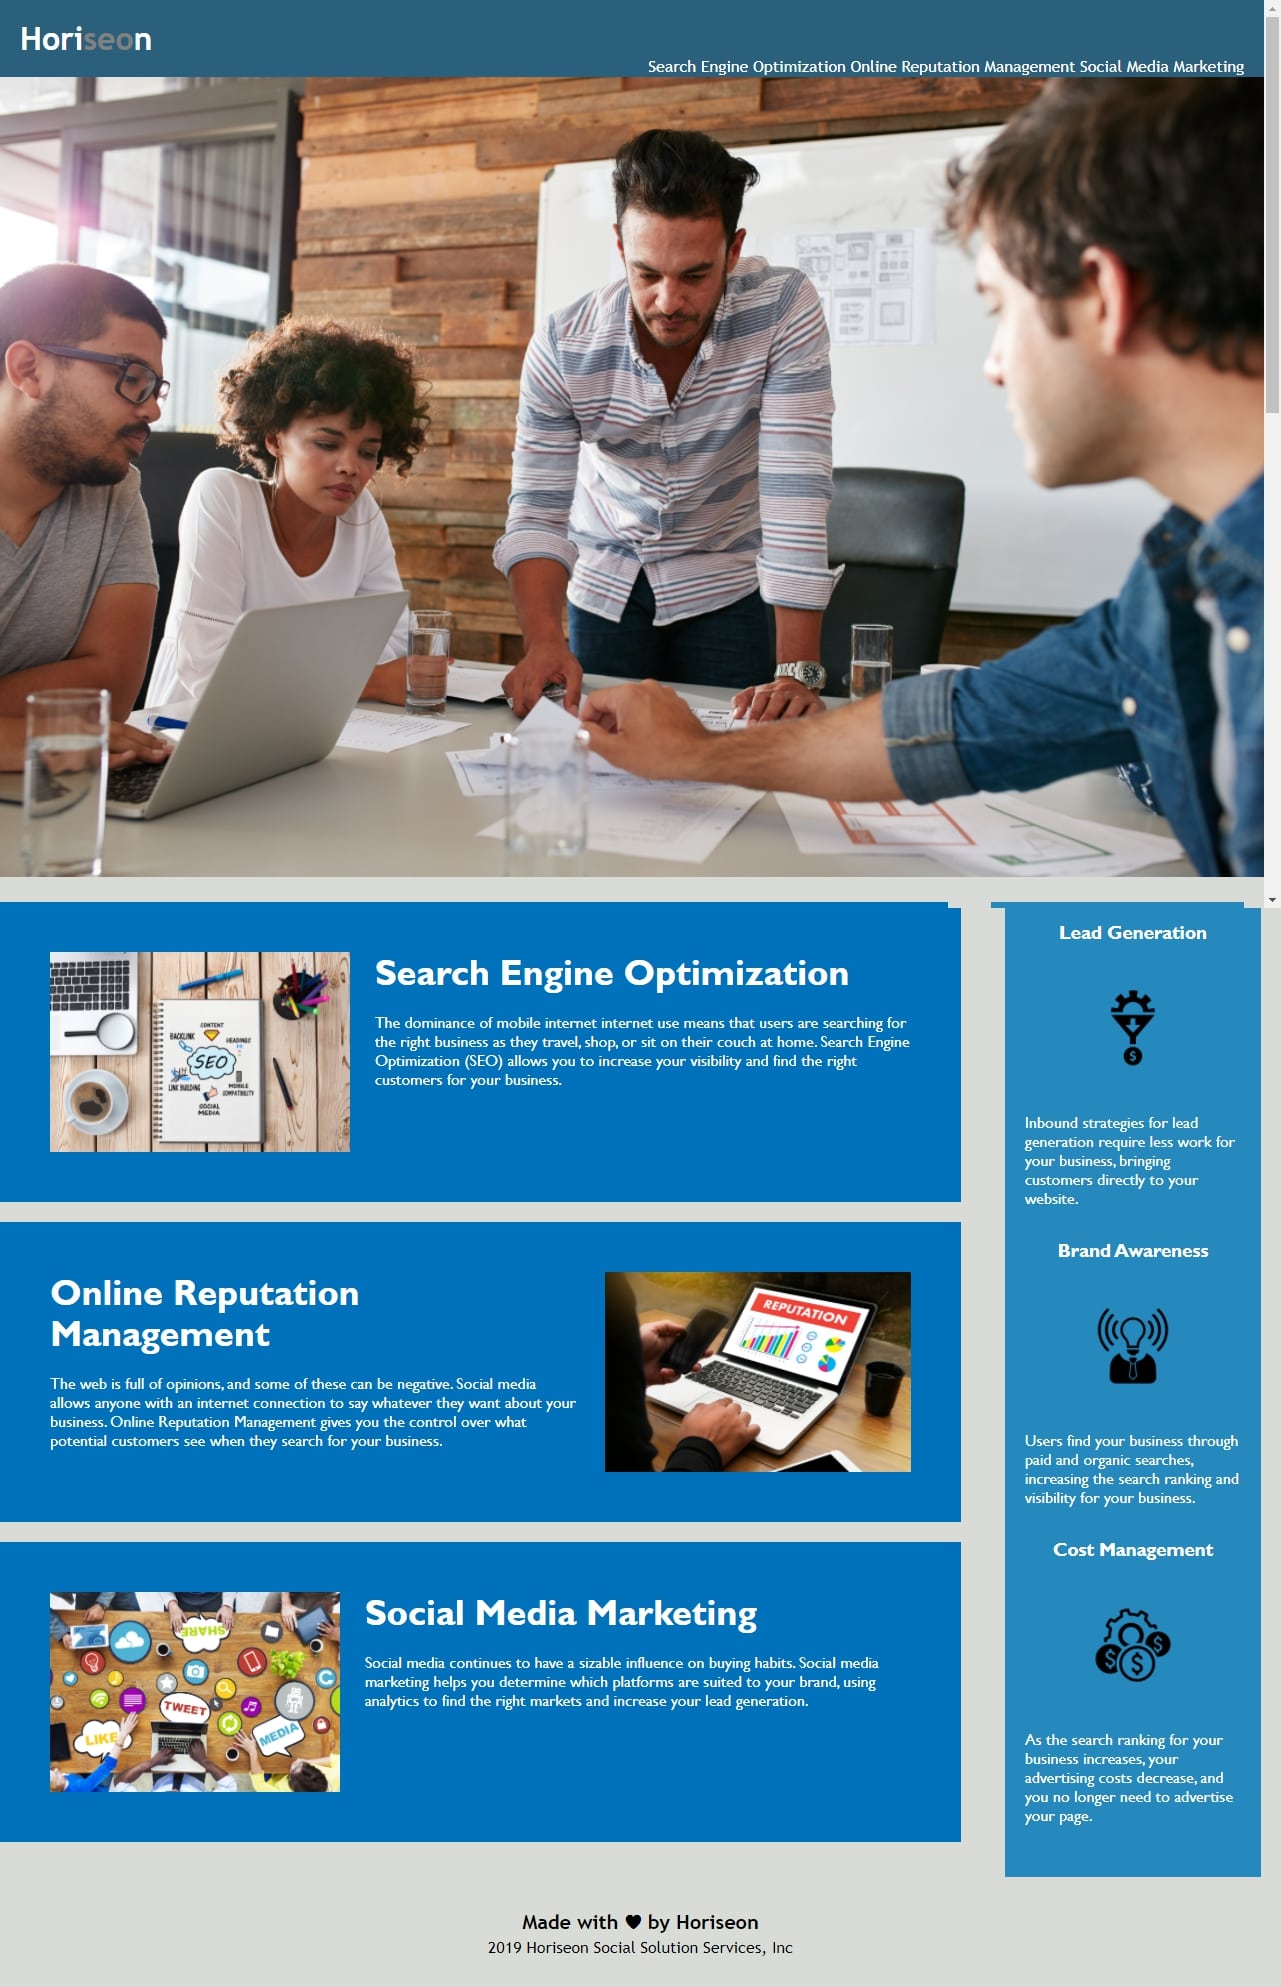 Horiseon
Search Engine Optimization Online Reputation Management Social Media Marketing
Search Engine Optimization
The dominance of mobile internet internet use means that users are searching for
the right business as they travel, shop, or sit on their couch at home. Search Engine
Optimization (SEO) allows you to increase your visibility and find the right
customers for your business.
CONTENT
BACKLINK
HEADINGS
SEO
LINK BUILDING
MOBILE
COMPATIBILITY
SOCIAL
MEDIA
Online Reputation
Management
The web is full of opinions, and some of these can be negative. Social media
allows anyone with an internet connection to say whatever they want about your
business. Online Reputation Management gives you the control over what
potential customers see when they search for your business.
REPUTATION
Social Media Marketing
Social media continues to have a sizable influence on buying habits. Social media
marketing helps you determine which platforms are suited to your brand, using
analytics to find the right markets and increase your lead generation.
SHARE
TWEET
LIKE
MEDIA
Lead Generation
Inbound strategies for lead
generation require less work for
your business, bringing
customers directly to your
website.
Brand Awareness
Users find your business through
paid and organic searches,
increasing the search ranking and
visibility for your business.
Cost Management
As the search ranking for your
business increases, your
advertising costs decrease, and
you no longer need to advertise
your page.
Made with 🖤 by Horiseon
2019 Horiseon Social Solution Services, Inc